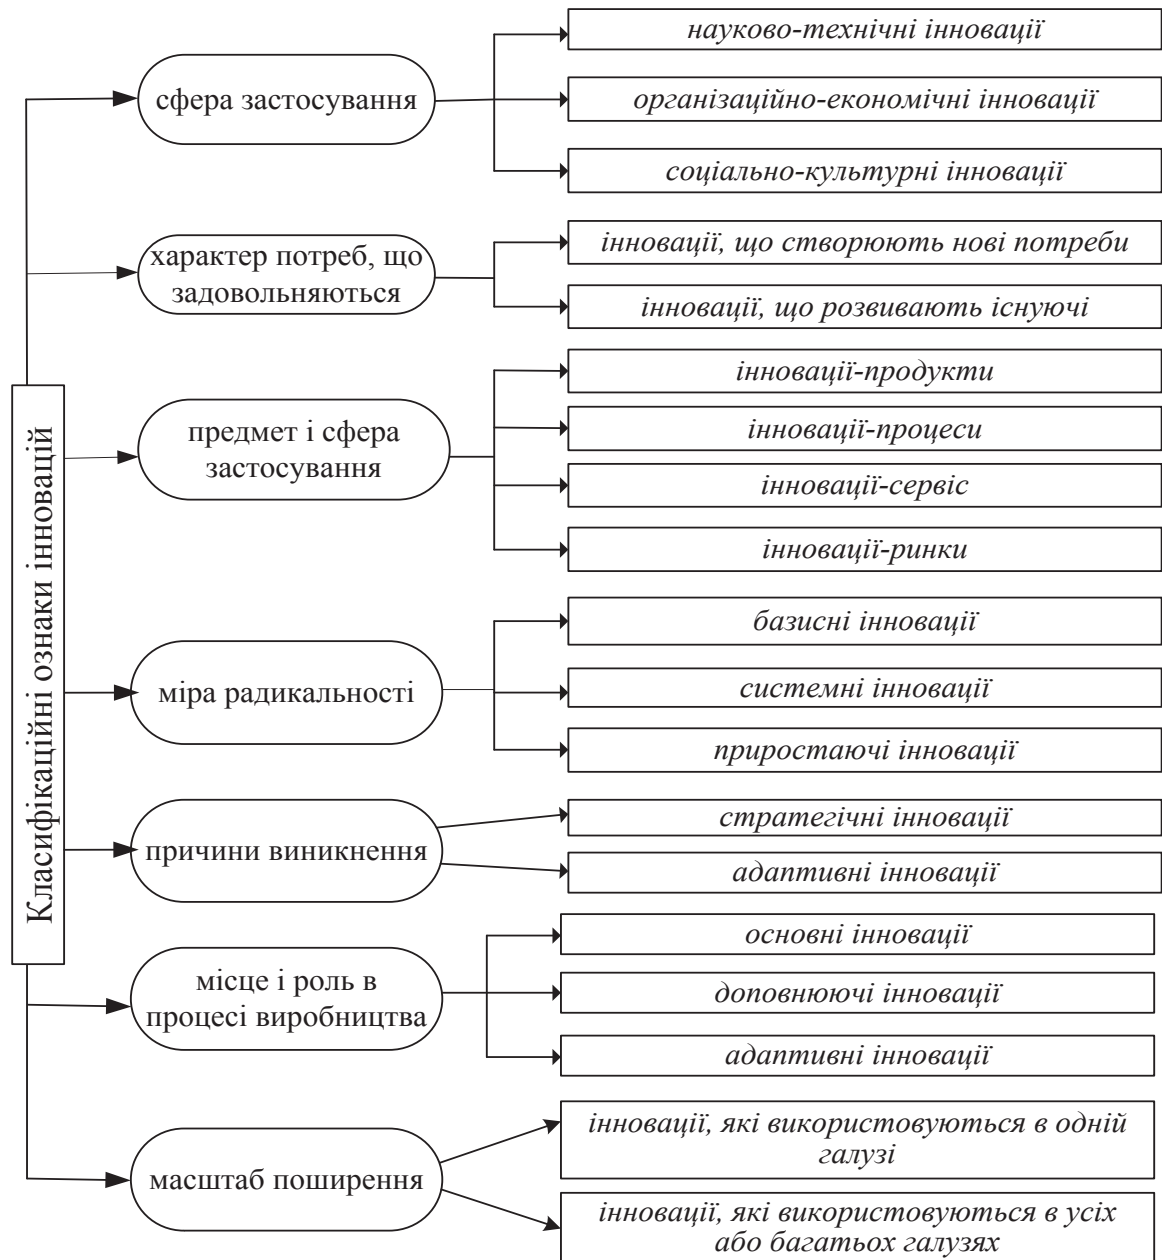 Класифікаційні ознаки інновацій
сфера застосування
науково-технічні інновації
організаційно-економічні інновації
соціально-культурні інновації
характер потреб, що
задовольняються
інновації, що створюють нові потреби
інновації, що розвивають існуючі
предмет і сфера
застосування
інновації-продукти
інновації-процеси
інновації-сервіс
інновації-ринки
міра радикальності
базисні інновації
системні інновації
приростаючі інновації
причини виникнення
стратегічні інновації
адаптивні інновації
місце і роль в
процесі виробництва
основні інновації
доповнюючі інновації
адаптивні інновації
масштаб поширення
інновації, які використовуються в одній
галузі
інновації, які використовуються в усіх
або багатьох галузях